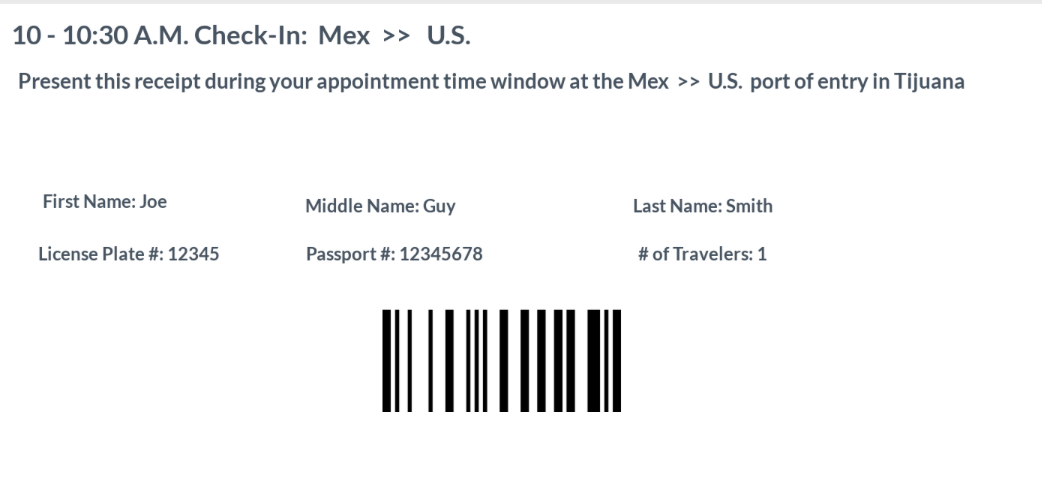 10 - 10:30 A.M. Check-In: Mex >> U.S.
Present this receipt during your appointment time window at the Mex >> U.S. port of entry in Tijuana
First Name: Joe
Middle Name: Guy
Last Name: Smith
License Plate #: 12345
Passport #: 12345678
# of Travelers: 1